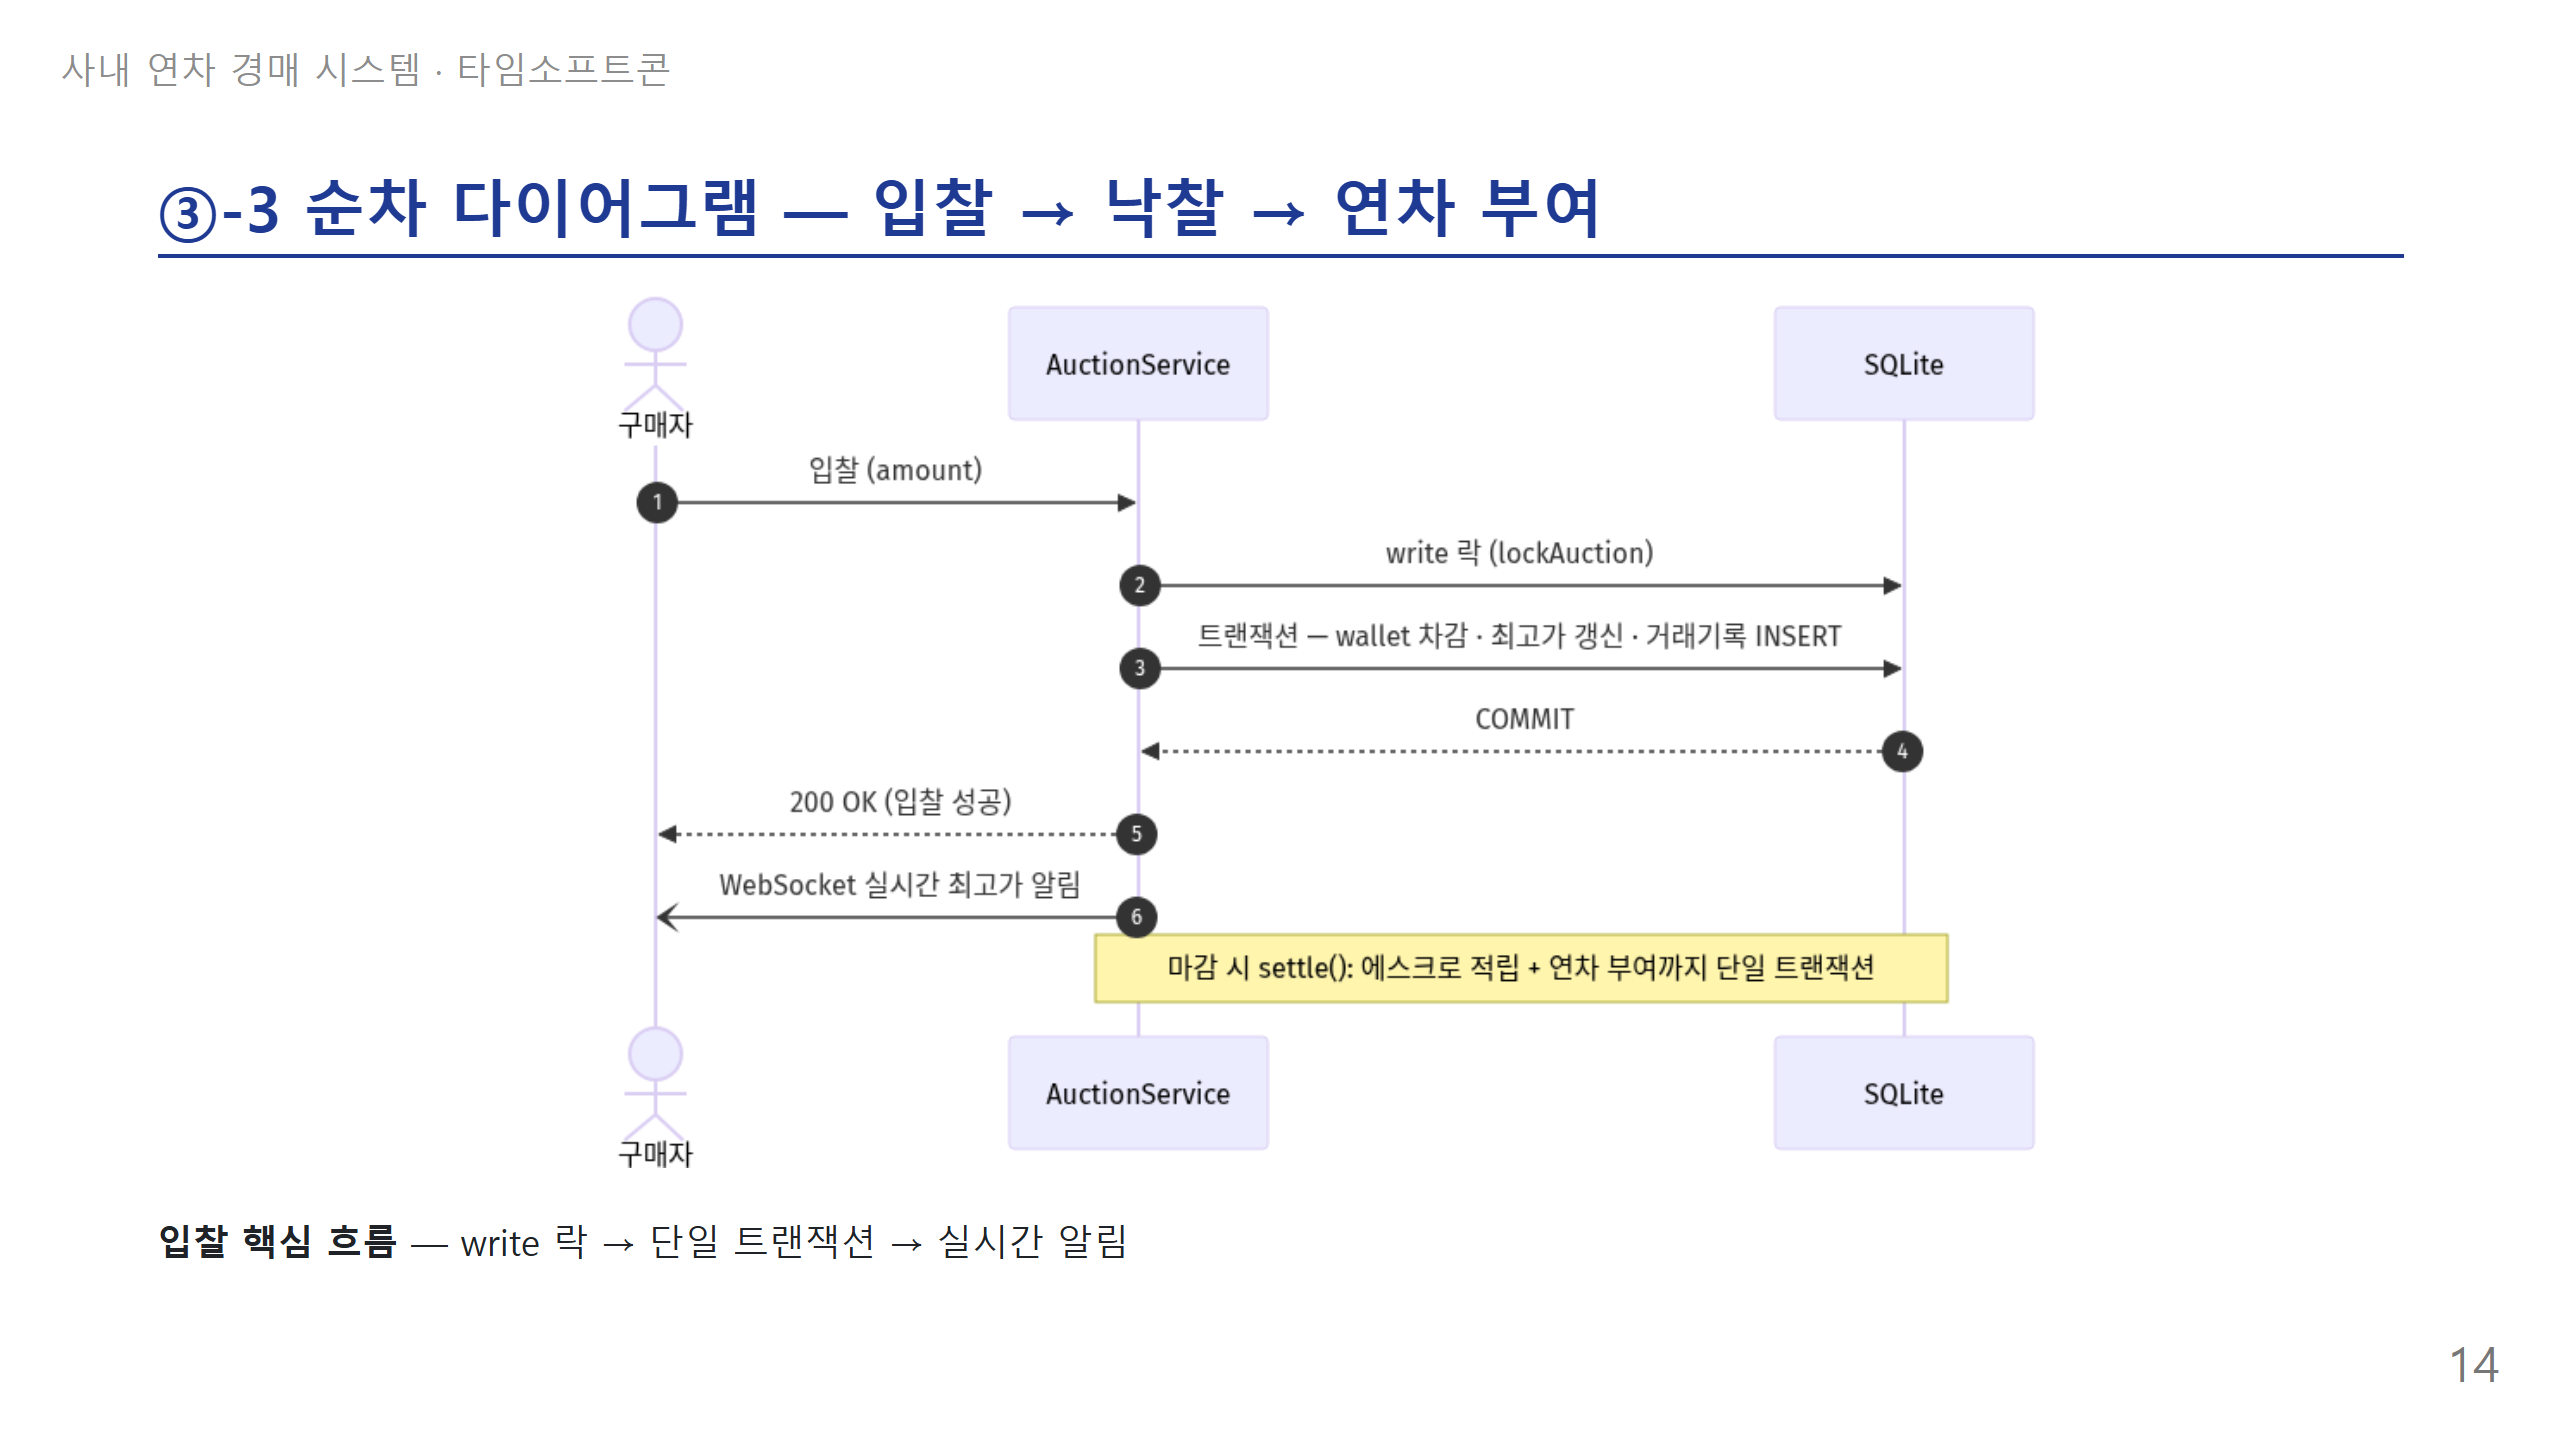 사내 연차 경매 시스템 · 타임소프트콘
③-3 순차 다이어그램 — 입찰 → 낙찰 → 연차 부여
구매자
AuctionService
SQLite
입찰 (amount)
1
write 락 (lockAuction)
2
트랜잭션 — wallet 차감 · 최고가 갱신 · 거래기록 INSERT
3
COMMIT
4
200 OK (입찰 성공)
5
WebSocket 실시간 최고가 알림
6
마감 시 settle(): 에스크로 적립 + 연차 부여까지 단일 트랜잭션
구매자
AuctionService
SQLite
입찰 핵심 흐름 — write 락 → 단일 트랜잭션 → 실시간 알림
14